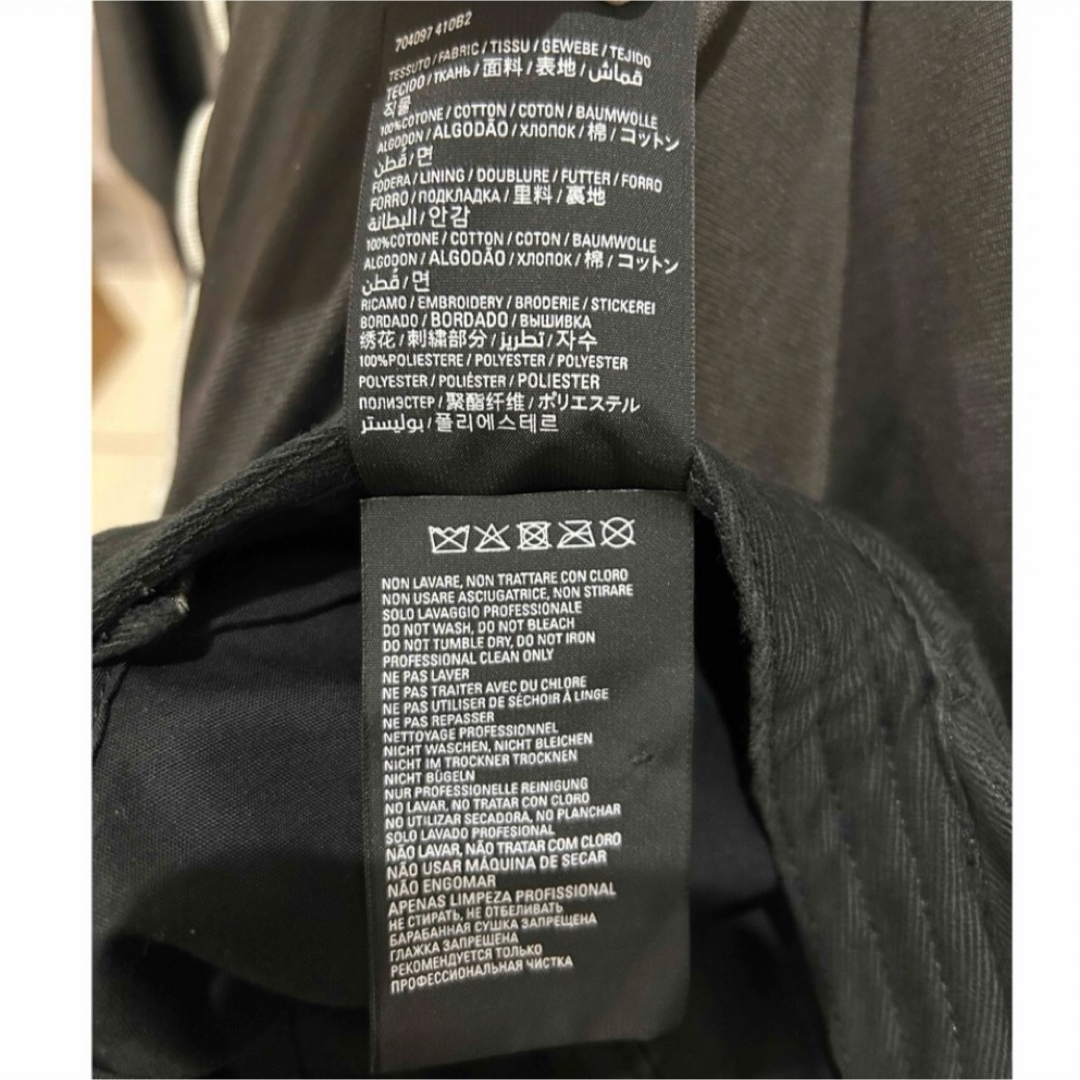 704097 410B2
TESSUTO / FABRIC / TISSU / GEWEBE / TEJIDO
TECIDO / ТКАНЬ / 面料 / 表地 / قماش
직물
100%COTONE / COTTON / COTON / BAUMWOLLE
ALGODON / ALGODÃO / ХЛОПОК / 棉 / コットン
قُطن / 면
FODERA / LINING / DOUBLURE / FUTTER / FORRO
FORRO / ПОДКЛАДКА / 里料 / 裏地
البطانة / 안감
100%COTONE / COTTON / COTON / BAUMWOLLE
ALGODON / ALGODÃO / ХЛОПОК / 棉 / コットン
قُطن / 면
RICAMO / EMBROIDERY / BRODERIE / STICKEREI
BORDADO / BORDADO / ВЫШИВКА
绣花 / 刺繍部分 / تطريز / 자수
100%POLIESTERE / POLYESTER / POLYESTER
POLYESTER / POLIÉSTER / POLIESTER
ПОЛИЭСТЕР / 聚酯纤维 / ポリエステル
بوليستر / 폴리에스테르
NON LAVARE, NON TRATTARE CON CLORO
NON USARE ASCIUGATRICE, NON STIRARE
SOLO LAVAGGIO PROFESSIONALE
DO NOT WASH, DO NOT BLEACH
DO NOT TUMBLE DRY, DO NOT IRON
PROFESSIONAL CLEAN ONLY
NE PAS LAVER
NE PAS TRAITER AVEC DU CHLORE
NE PAS UTILISER DE SÉCHOIR À LINGE
NE PAS REPASSER
NETTOYAGE PROFESSIONNEL
NICHT WASCHEN, NICHT BLEICHEN
NICHT IM TROCKNER TROCKNEN
NICHT BÜGELN
NUR PROFESSIONELLE REINIGUNG
NO LAVAR, NO TRATAR CON CLORO
NO UTILIZAR SECADORA, NO PLANCHAR
SOLO LAVADO PROFESIONAL
NÃO LAVAR, NÃO TRATAR COM CLORO
NÃO USAR MÁQUINA DE SECAR
NÃO ENGOMAR
APENAS LIMPEZA PROFISSIONAL
НЕ СТИРАТЬ, НЕ ОТБЕЛИВАТЬ
БАРАБАННАЯ СУШКА ЗАПРЕЩЕНА
ГЛАЖКА ЗАПРЕЩЕНА
РЕКОМЕНДУЕТСЯ ТОЛЬКО
ПРОФЕССИОНАЛЬНАЯ ЧИСТКА